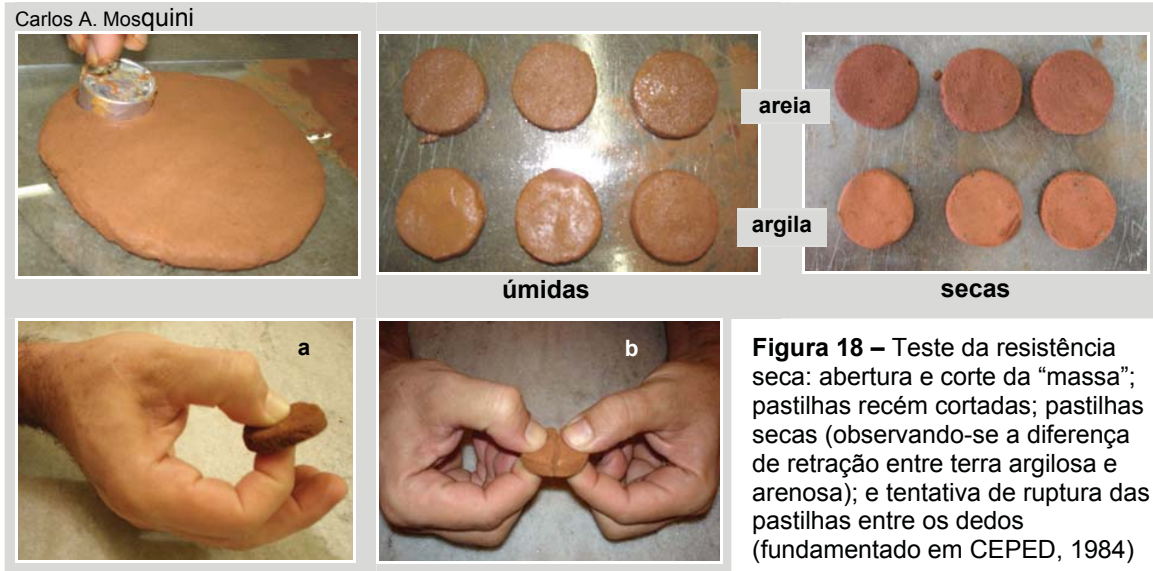 Carlos A. Mosquini
areia
argila
úmidas
secas
a
b
Figura 18 – Teste da resistência
seca: abertura e corte da “massa”;
pastilhas recém cortadas; pastilhas
secas (observando-se a diferença
de retração entre terra argilosa e
arenosa); e tentativa de ruptura das
pastilhas entre os dedos
(fundamentado em CEPED, 1984)